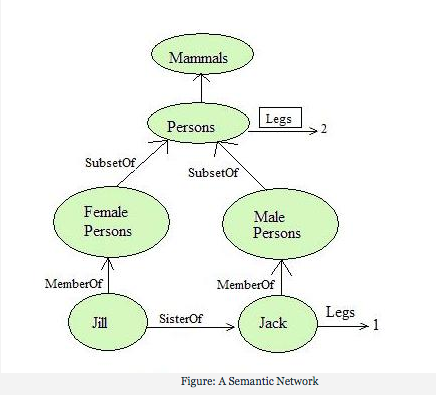 Mammals
Persons
Legs
2
SubsetOf
SubsetOf
Female
Persons
Male
Persons
MemberOf
MemberOf
Jill
SisterOf
Jack
Legs
1
Figure: A Semantic Network